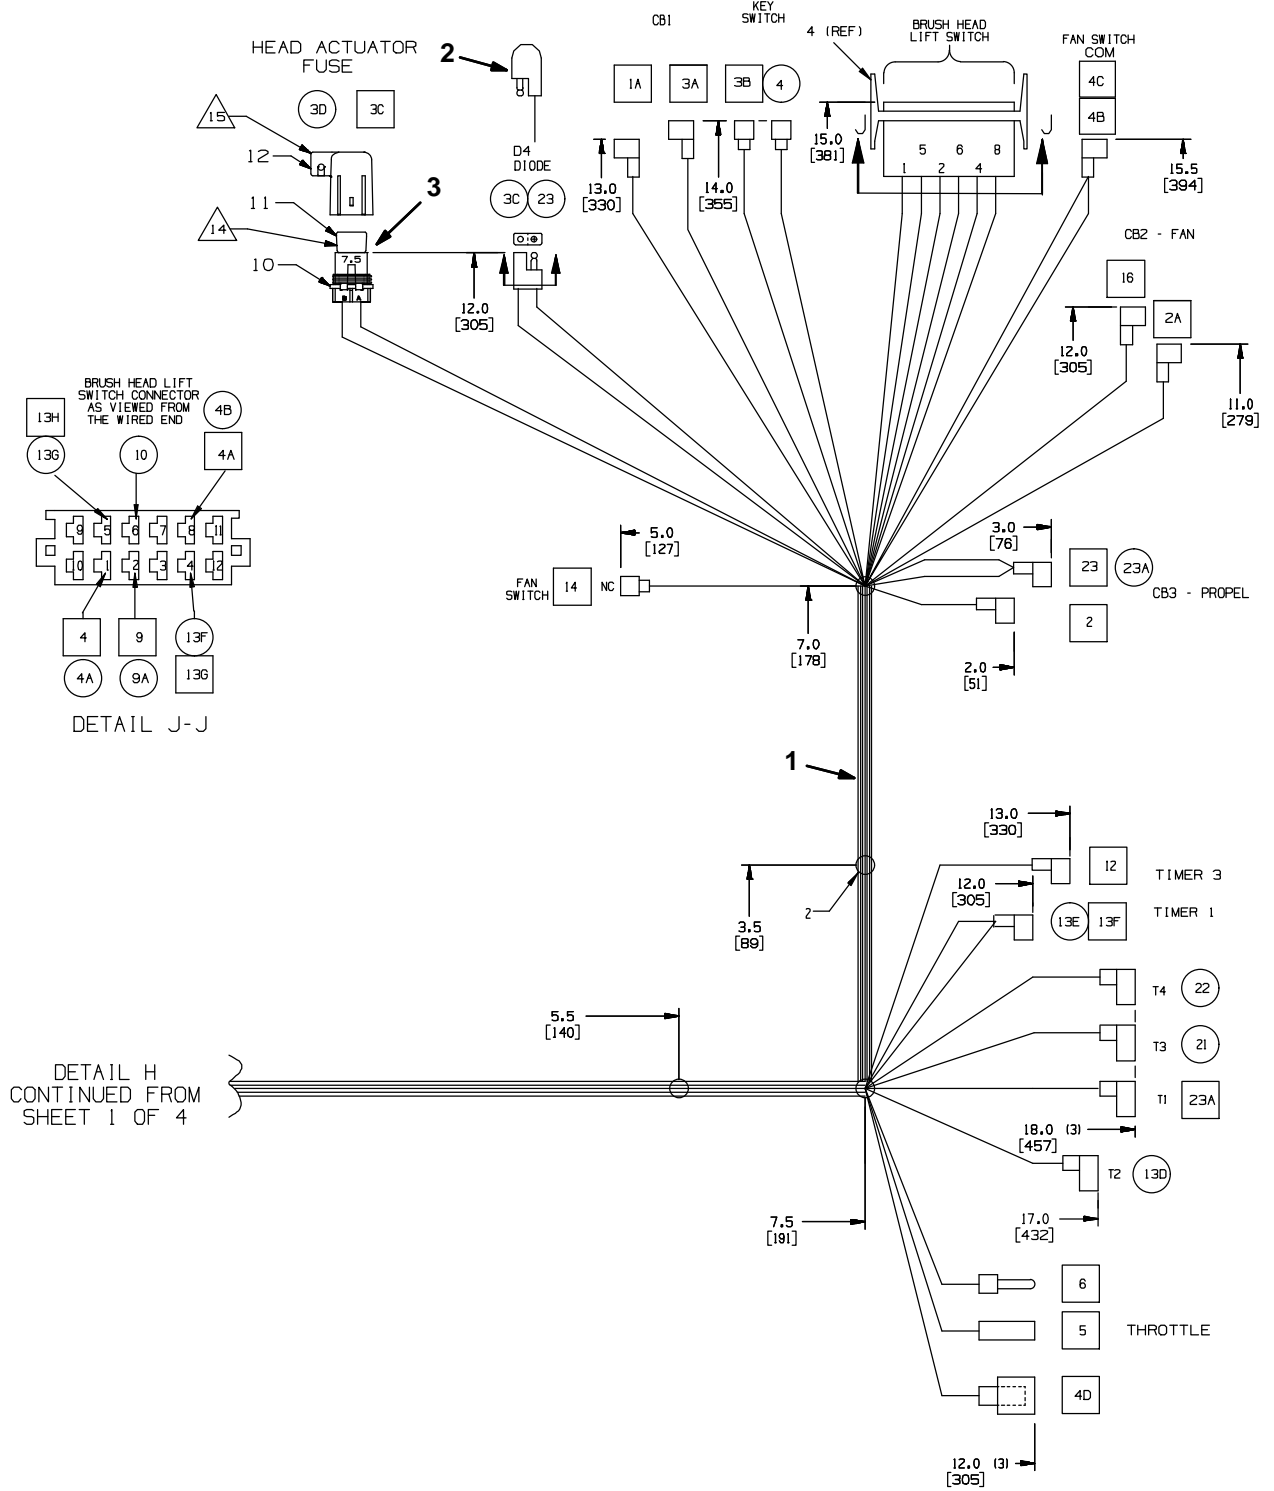 CB1
KEY
SWITCH
4 (REF)
BRUSH HEAD
LIFT SWITCH
FAN SWITCH
COM
HEAD ACTUATOR
FUSE
2
1A
3A
3B
4
4C
4B
15
3D
3C
12
D4
DIODE
13.0
[330]
14.0
[355]
15.0
[381]
J
J
5
6
8
1
2
4
15.5
[394]
11
3
3C
23
14
7.5
10
B
A
12.0
[305]
CB2 - FAN
16
2A
12.0
[305]
11.0
[279]
BRUSH HEAD LIFT
SWITCH CONNECTOR
AS VIEWED FROM
THE WIRED END
13H
13G
10
4B
4A
9
5
6
7
8
11
10
1
2
3
4
12
4
9
13F
4A
9A
13G
DETAIL J-J
5.0
[127]
FAN
SWITCH
14
NC
3.0
[76]
23
23A
CB3 - PROPEL
2
7.0
[178]
2.0
[51]
1
13.0
[330]
12
TIMER 3
12.0
[305]
13E
13F
TIMER 1
2
3.5
[89]
T4
22
5.5
[140]
T3
21
DETAIL H
CONTINUED FROM
SHEET 1 OF 4
T1
23A
18.0 (3)
[457]
T2
13D
7.5
[191]
17.0
[432]
6
5
THROTTLE
4D
12.0 (3)
[305]